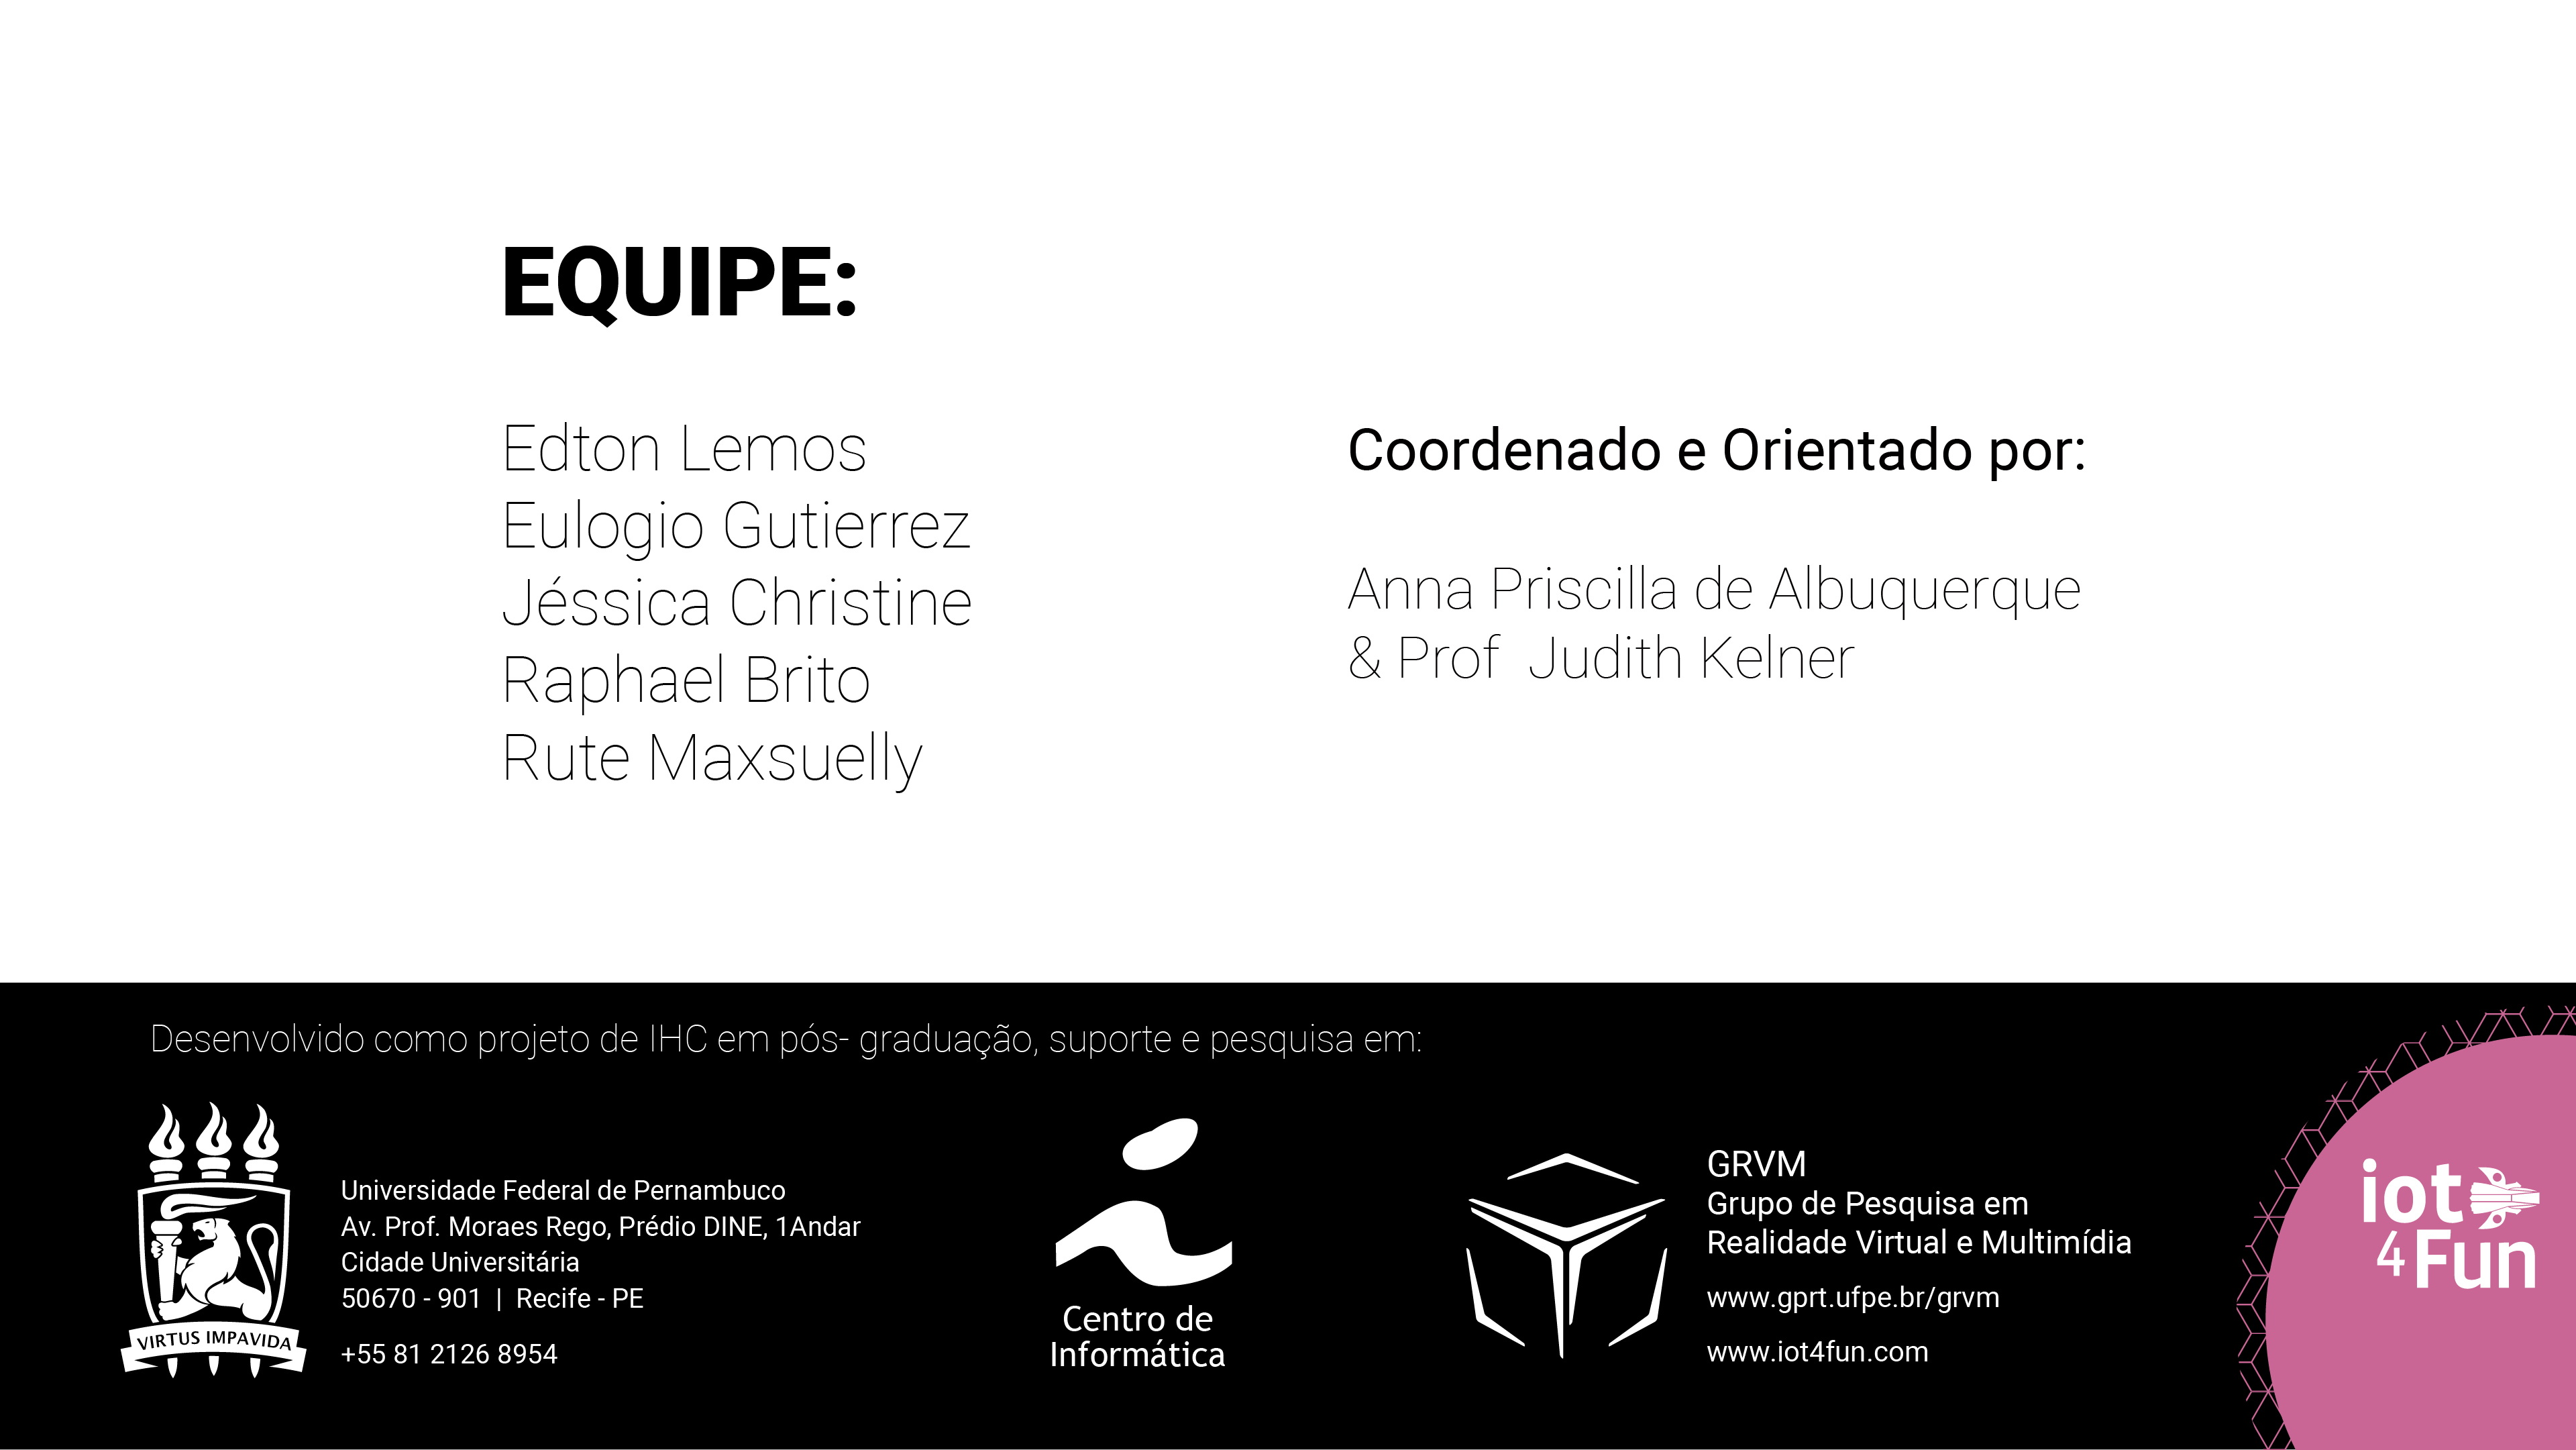 EQUIPE:
Edton Lemos
Eulogio Gutierrez
Jéssica Christine
Raphael Brito
Rute Maxsuelly
Coordenado e Orientado por:
Anna Priscilla de Albuquerque
& Prof  Judith Kelner
Desenvolvido como projeto de IHC em pós- graduação, suporte e pesquisa em:
VIRTUS IMPAVIDA
Universidade Federal de Pernambuco
Av. Prof. Moraes Rego, Prédio DINE, 1Andar
Cidade Universitária
50670 - 901  |  Recife - PE
+55 81 2126 8954
Centro de
Informática
GRVM
Grupo de Pesquisa em
Realidade Virtual e Multimídia
www.gprt.ufpe.br/grvm
www.iot4fun.com
iot
4 Fun